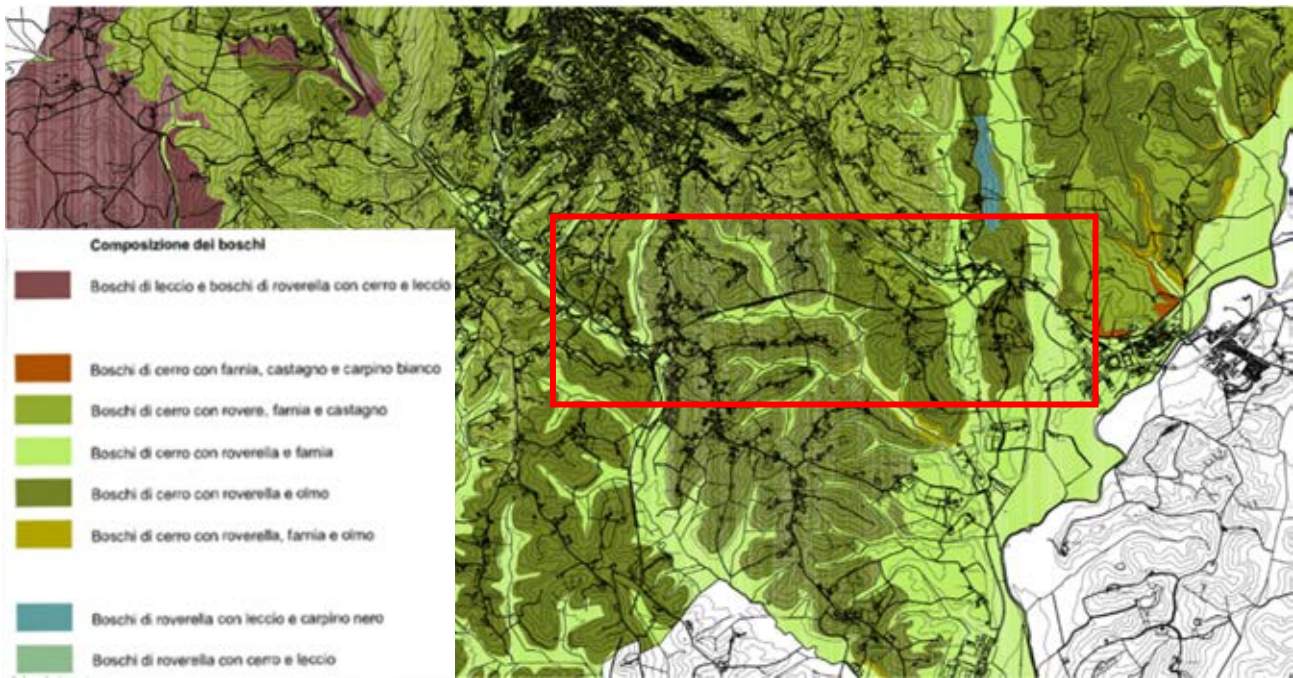 Composizione dei boschi
Boschi di leccio e boschi di roverella con cerro e leccio
Boschi di cerro con farnia, castagno e carpino bianco
Boschi di cerro con rovere, farnia e castagno
Boschi di cerro con roverella e farnia
Boschi di cerro con roverella e olmo
Boschi di cerro con roverella, farnia e olmo
Boschi di roverella con leccio e carpino nero
Boschi di roverella con cerro e leccio